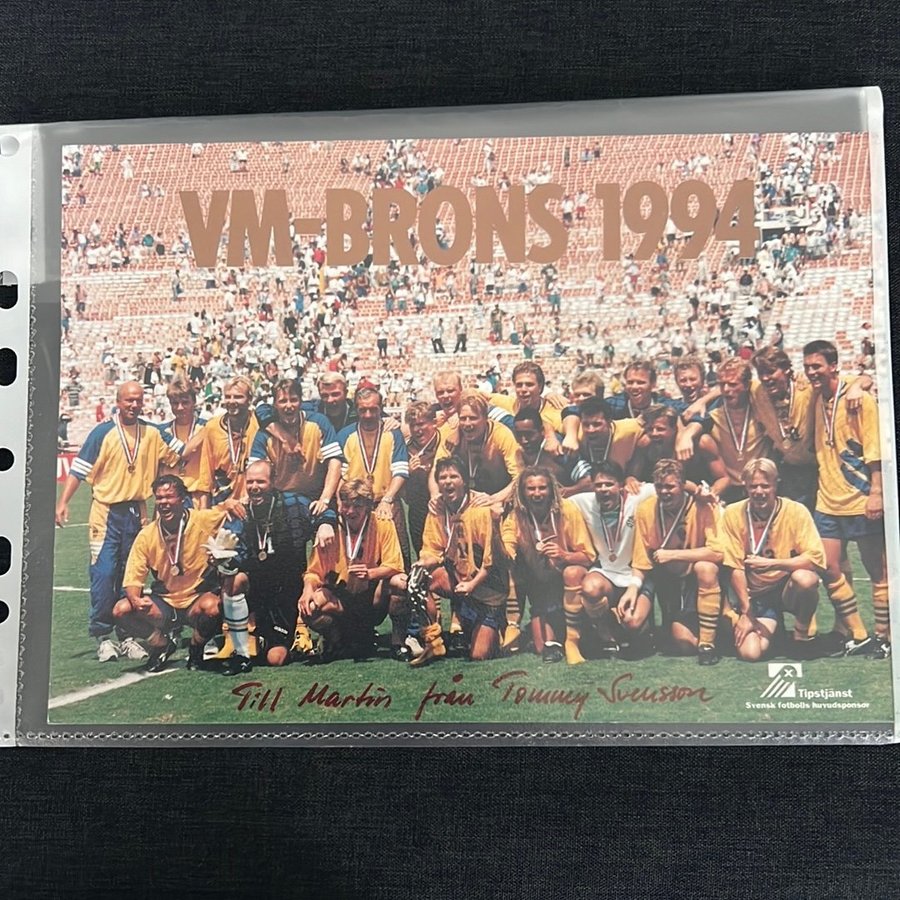 VM-BRONS 1994
Till Martin från Tommy Svensson
Tipstjänst
Svensk fotbolls huvudsponsor